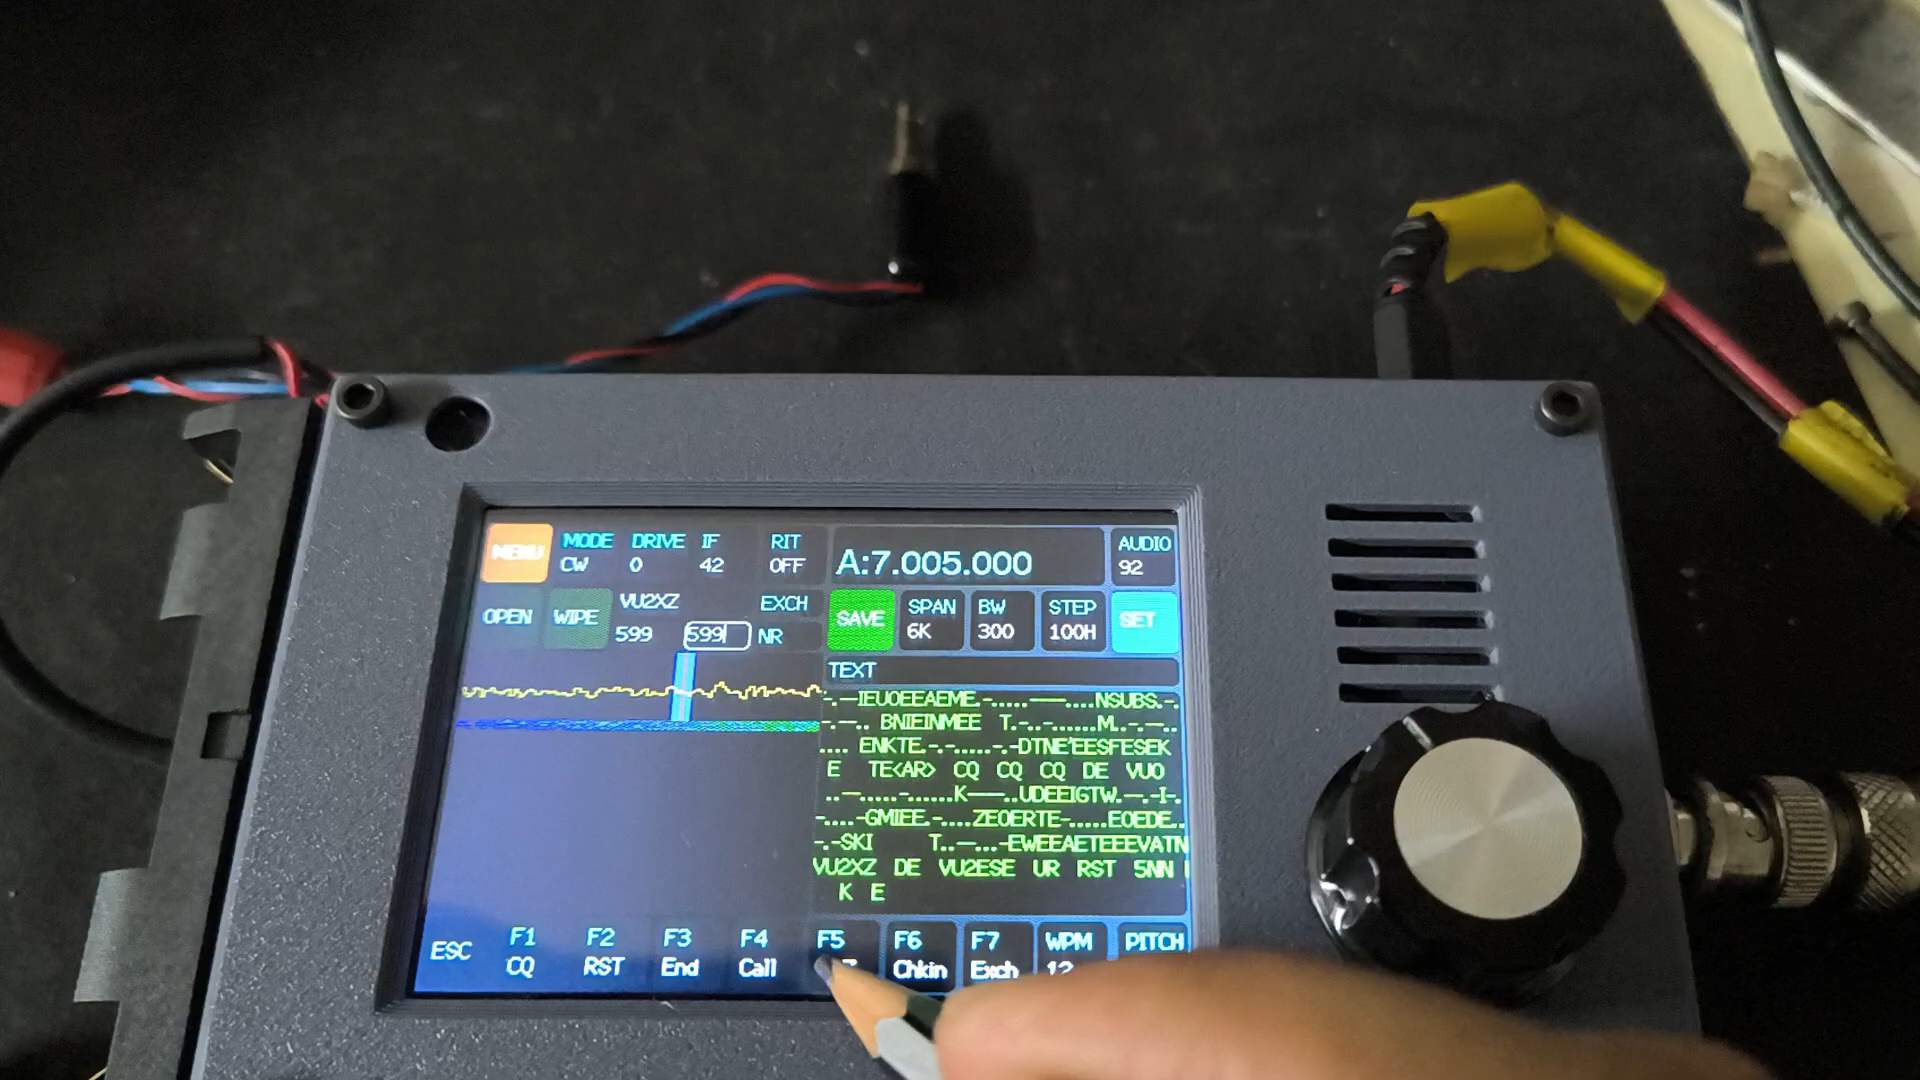 MENU MODE DRIVE IF RIT A:7.005.000 AUDIO
CW 0 42 OFF 92
OPEN WIPE VU2XZ EXCH SAVE SPAN BW STEP SET
599 599 NR 6K 300 100H
TEXT
-.——IEUOEEAEME.-.....  ———-....NSUBS.-.
-.——.. BNIEINMEE T.-..-......M..-.——..
.... ENKTE.-.-.....-.-DTNE'EESFESEK
E TE<AR> CQ CQ CQ DE VUO
..——.....-......K———..UDEEIGTW.——.-I-.
-....-GMIEE.-....ZEOERTE-.....EOEDE..
-.-SKI T..——...-EWEEAETEEEVATN
VU2XZ DE VU2ESE UR RST 5NN
K E
ESC F1 F2 F3 F4 F5 F6 F7 WPM PITCH
CQ RST End Call Chkin Exch 12